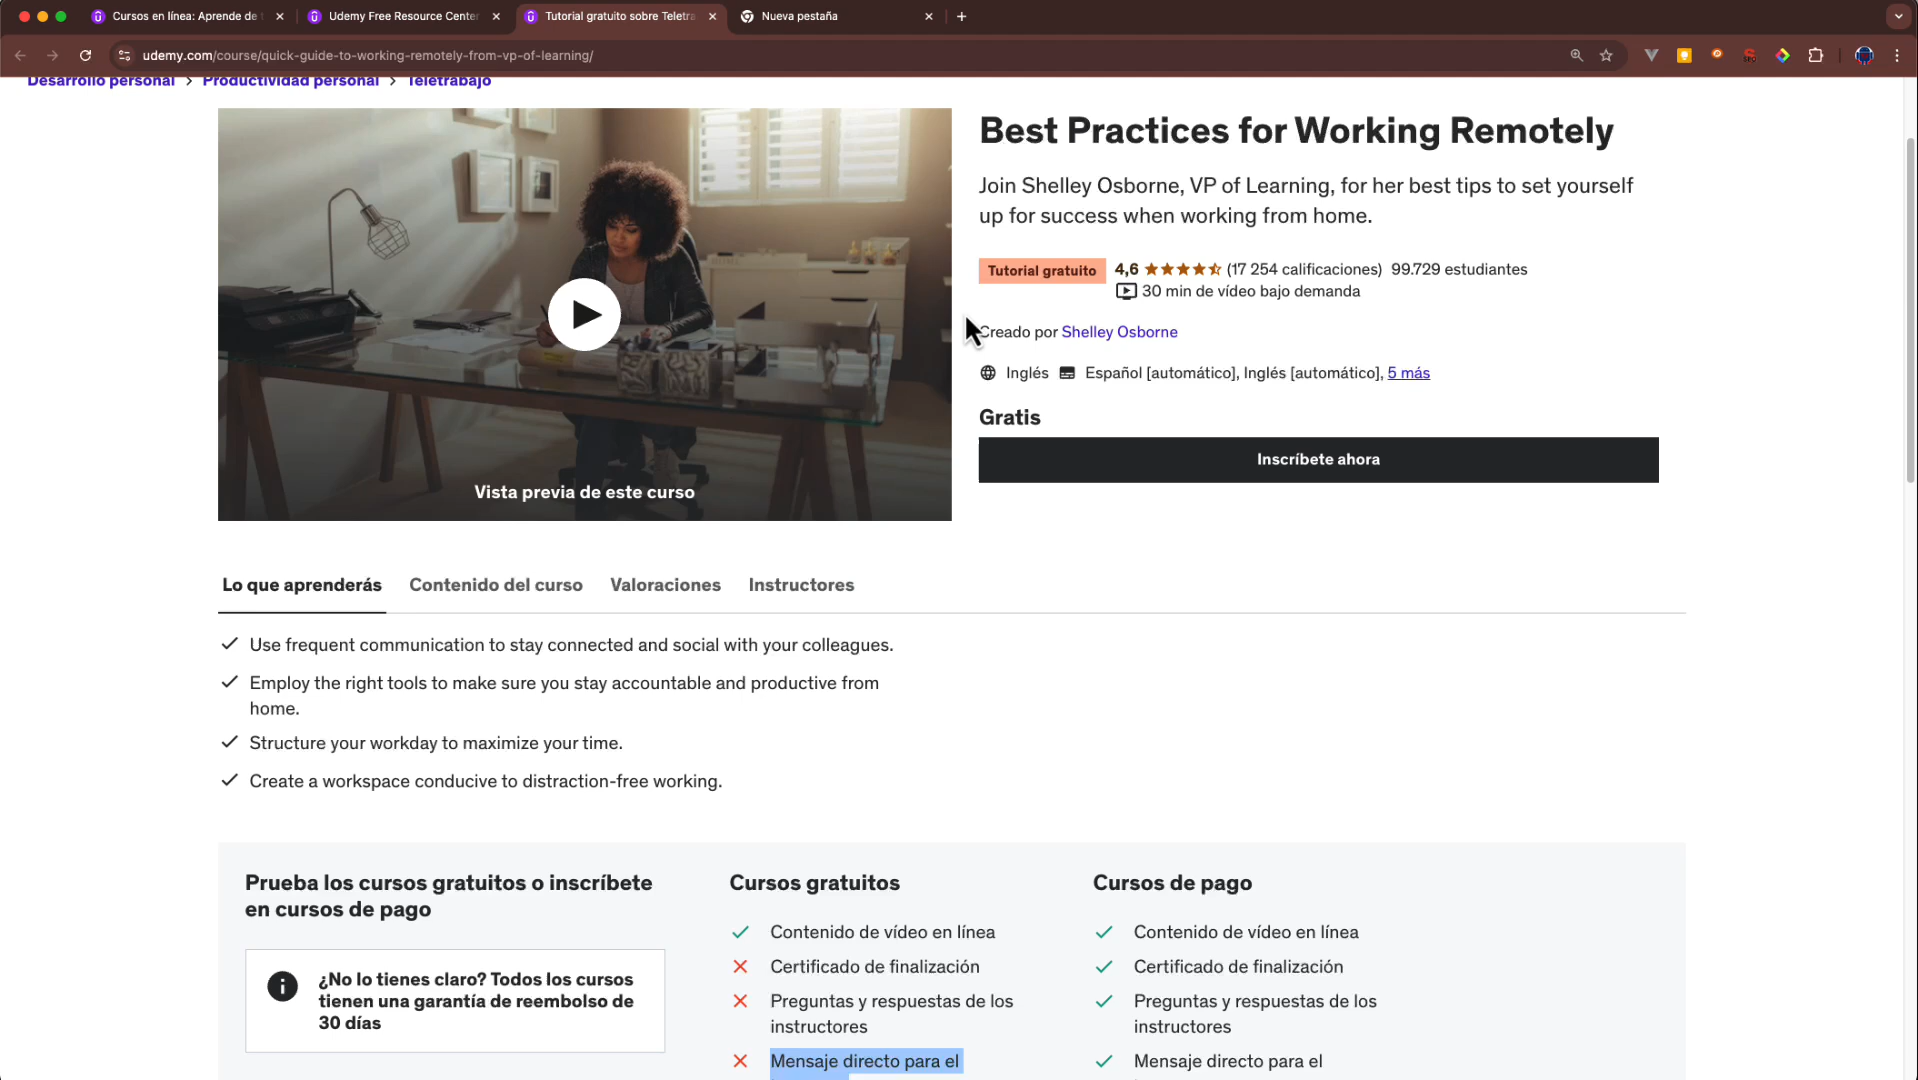 Cursos en línea: Aprende de
Udemy Free Resource Center
Tutorial gratuito sobre Teletra
Nueva pestaña
udemy.com/course/quick-guide-to-working-remotely-from-vp-of-learning/
Desarrollo personal > Productividad personal > Teletrabajo
Best Practices for Working Remotely
Join Shelley Osborne, VP of Learning, for her best tips to set yourself
up for success when working from home.
Tutorial gratuito 4,6 (17 254 calificaciones) 99.729 estudiantes
30 min de vídeo bajo demanda
Creado por Shelley Osborne
Inglés Español [automático], Inglés [automático], 5 más
Gratis
Inscríbete ahora
Vista previa de este curso
Lo que aprenderás Contenido del curso Valoraciones Instructores
Use frequent communication to stay connected and social with your colleagues.
Employ the right tools to make sure you stay accountable and productive from
home.
Structure your workday to maximize your time.
Create a workspace conducive to distraction-free working.
Prueba los cursos gratuitos o inscríbete
en cursos de pago
¿No lo tienes claro? Todos los cursos
tienen una garantía de reembolso de
30 días
Cursos gratuitos
Contenido de vídeo en línea
Certificado de finalización
Preguntas y respuestas de los
instructores
Mensaje directo para el
Cursos de pago
Contenido de vídeo en línea
Certificado de finalización
Preguntas y respuestas de los
instructores
Mensaje directo para el